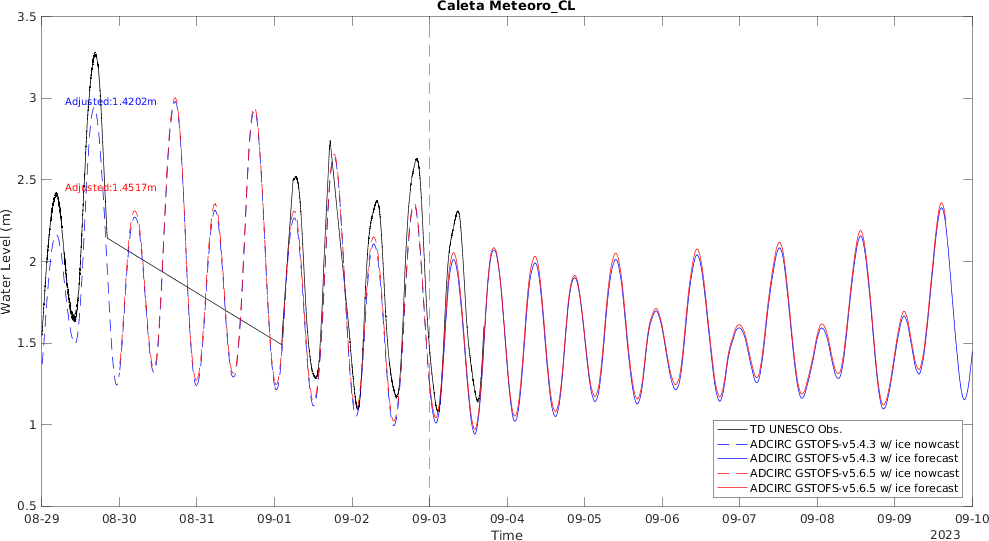 Caleta Meteoro_CL
3.5
3
2.5
2
1.5
1
0.5
Water Level (m)
Adjusted:1.4202m
Adjusted:1.4517m
TD UNESCO Obs.
ADCIRC GSTOFS-v5.4.3 w/ ice nowcast
ADCIRC GSTOFS-v5.4.3 w/ ice forecast
ADCIRC GSTOFS-v5.6.5 w/ ice nowcast
ADCIRC GSTOFS-v5.6.5 w/ ice forecast
08-29 08-30 08-31 09-01 09-02 09-03 09-04 09-05 09-06 09-07 09-08 09-09 09-10
Time
2023